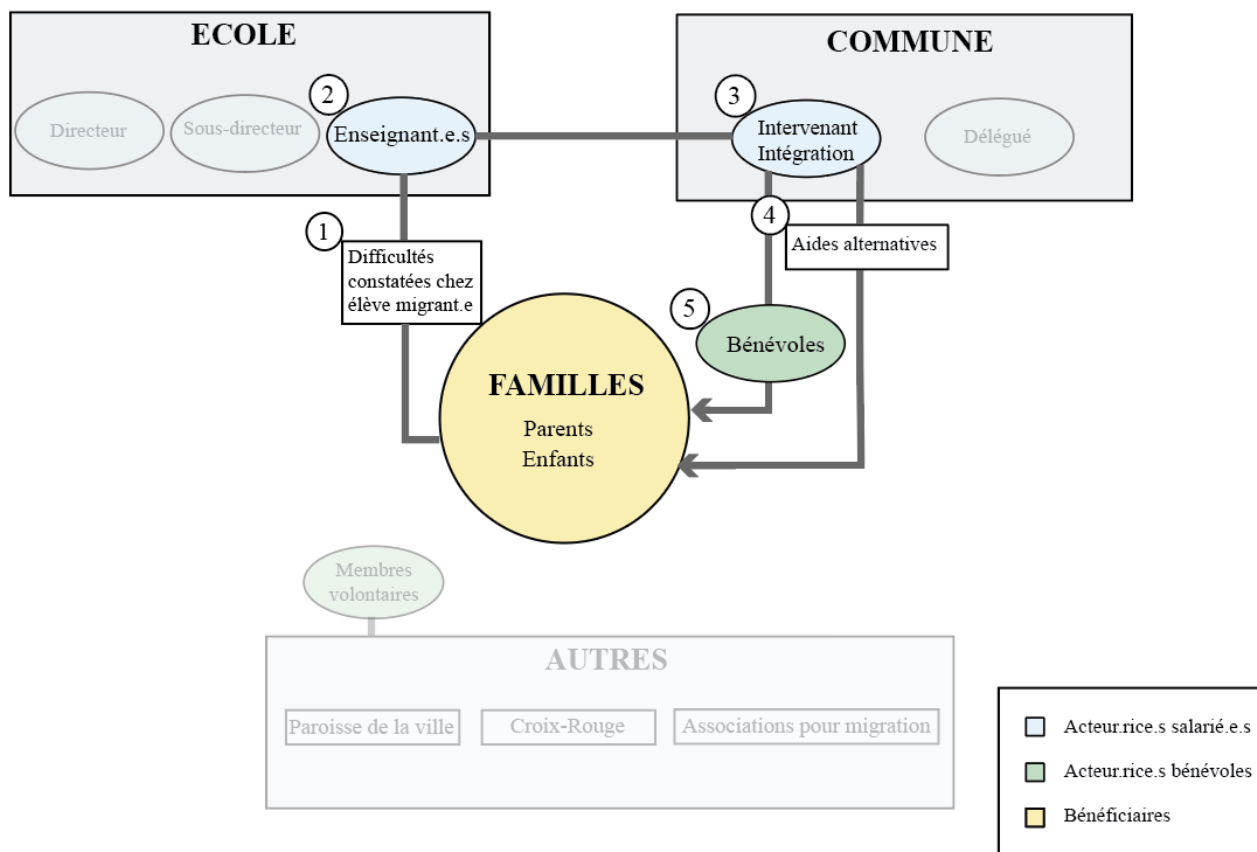 ECOLE
COMMUNE
2
3
Directeur
Sous-directeur
Enseignant.e.s
Intervenant
Intégration
Délégué
1
4
Difficultés
constatées chez
élève migrant.e
Aides alternatives
5
Bénévoles
FAMILLES
Parents
Enfants
Membres
volontaires
AUTRES
Paroisse de la ville
Croix-Rouge
Associations pour migration
Acteur.rice.s salarié.e.s
Acteur.rice.s bénévoles
Bénéficiaires